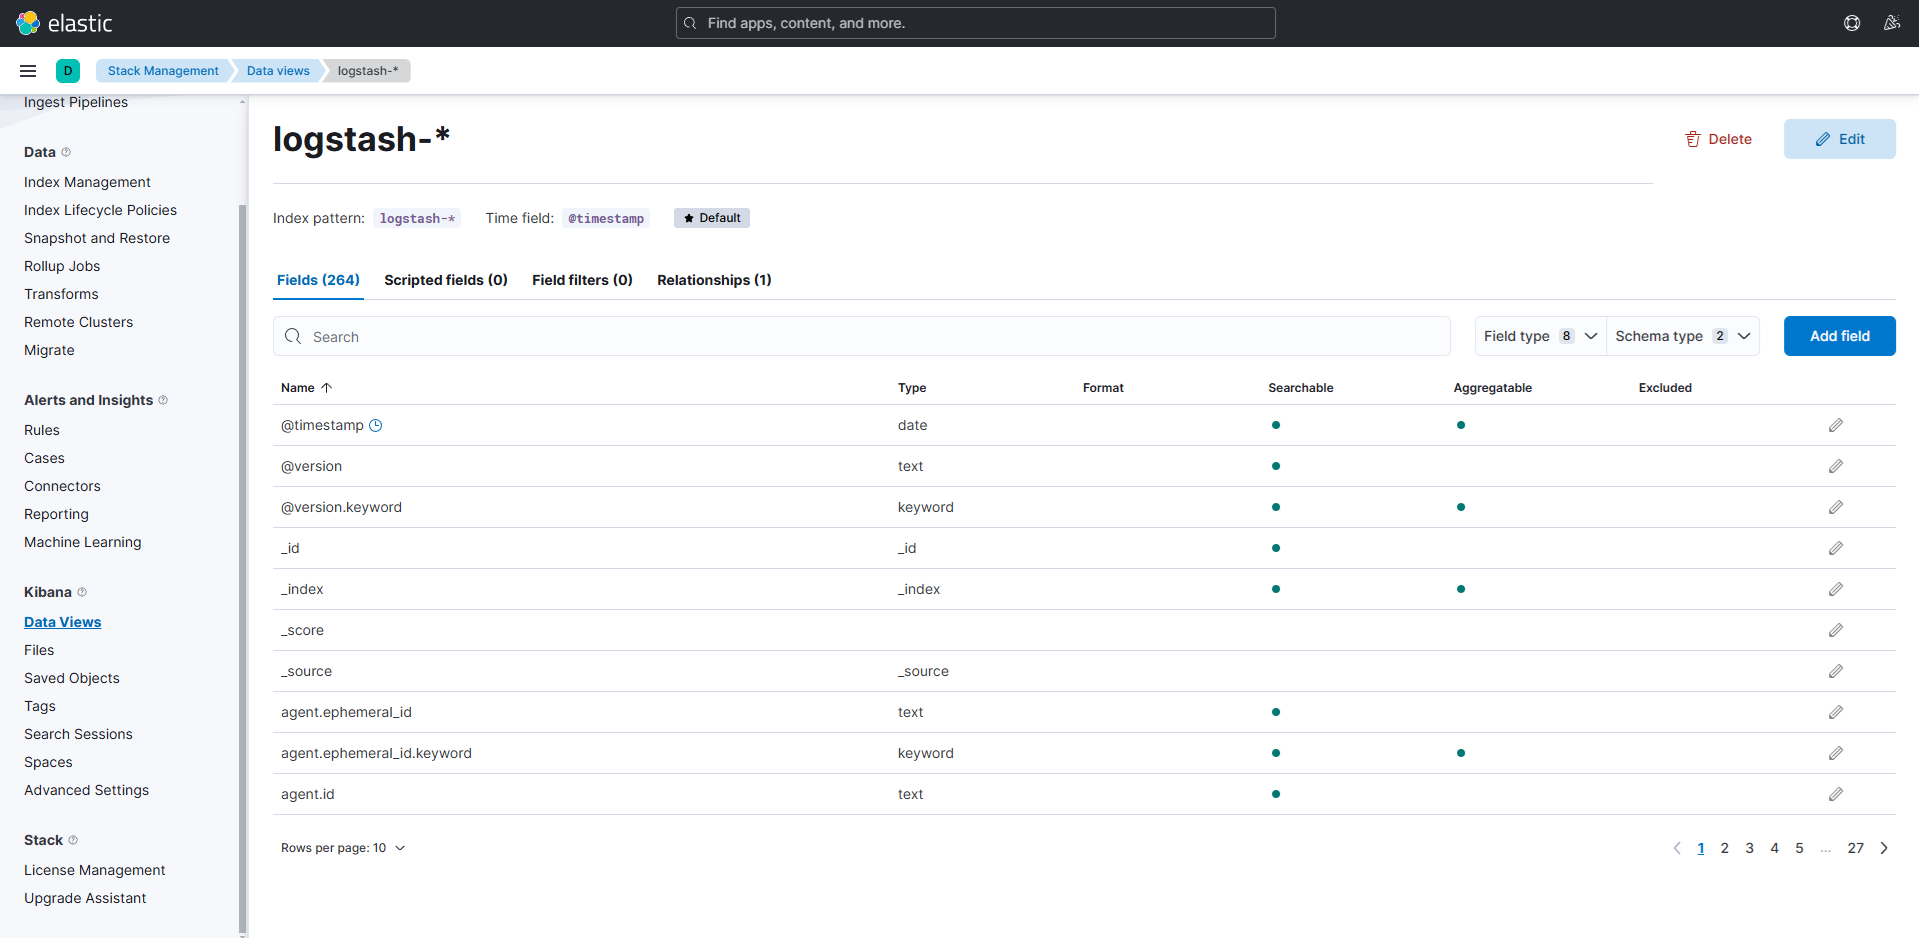 elastic
Find apps, content, and more.
D
Stack Management
Data views
logstash-*
Ingest Pipelines
Data
Index Management
Index Lifecycle Policies
Snapshot and Restore
Rollup Jobs
Transforms
Remote Clusters
Migrate
Alerts and Insights
Rules
Cases
Connectors
Reporting
Machine Learning
Kibana
Data Views
Files
Saved Objects
Tags
Search Sessions
Spaces
Advanced Settings
Stack
License Management
Upgrade Assistant
logstash-*
Delete
Edit
Index pattern: logstash-* Time field: @timestamp Default
Fields (264) Scripted fields (0) Field filters (0) Relationships (1)
Search
Field type 8
Schema type 2
Add field
Name Type Format Searchable Aggregatable Excluded
@timestamp date
@version text
@version.keyword keyword
_id _id
_index _index
_score
_source _source
agent.ephemeral_id text
agent.ephemeral_id.keyword keyword
agent.id text
Rows per page: 10
1 2 3 4 5 ... 27